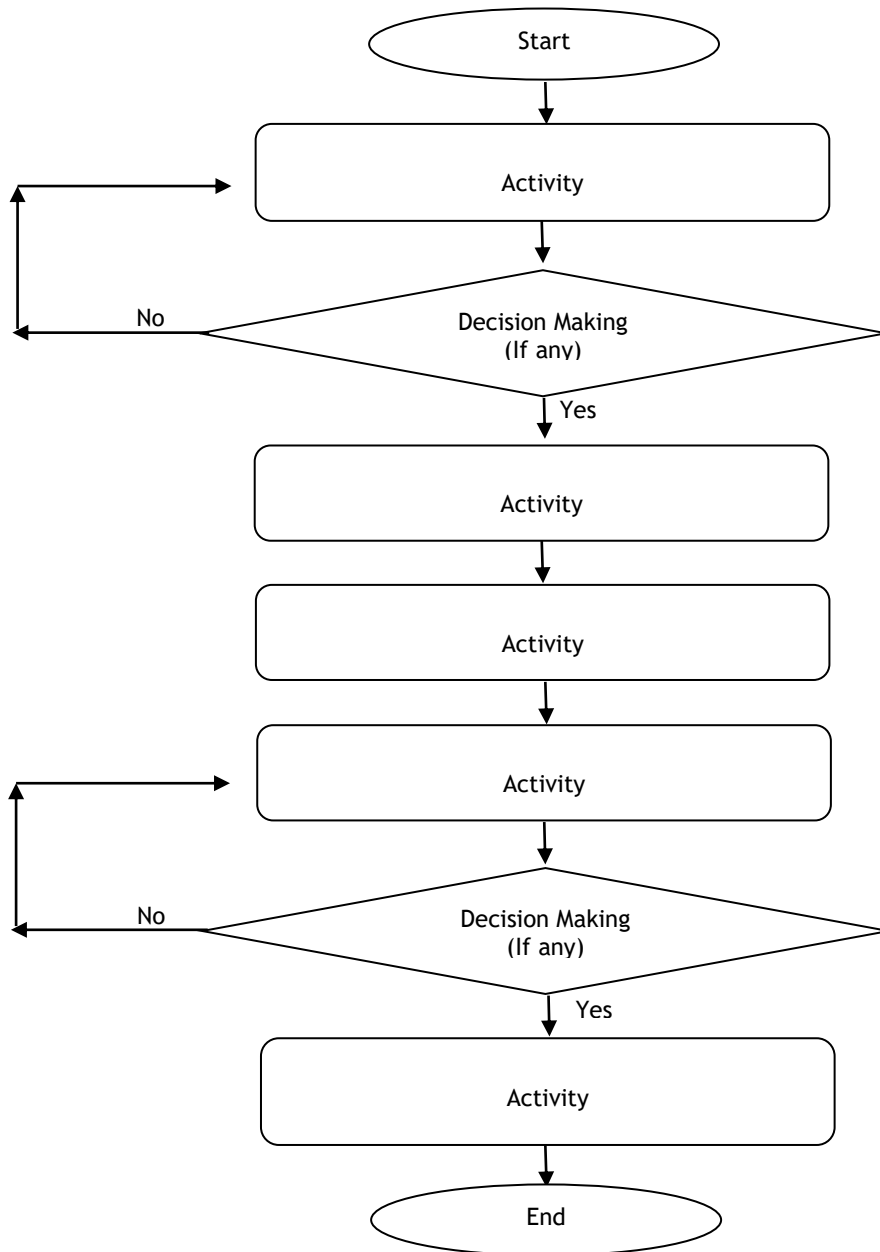 Start
Activity
No
Decision Making
(If any)
Yes
Activity
Activity
Activity
No
Decision Making
(If any)
Yes
Activity
End